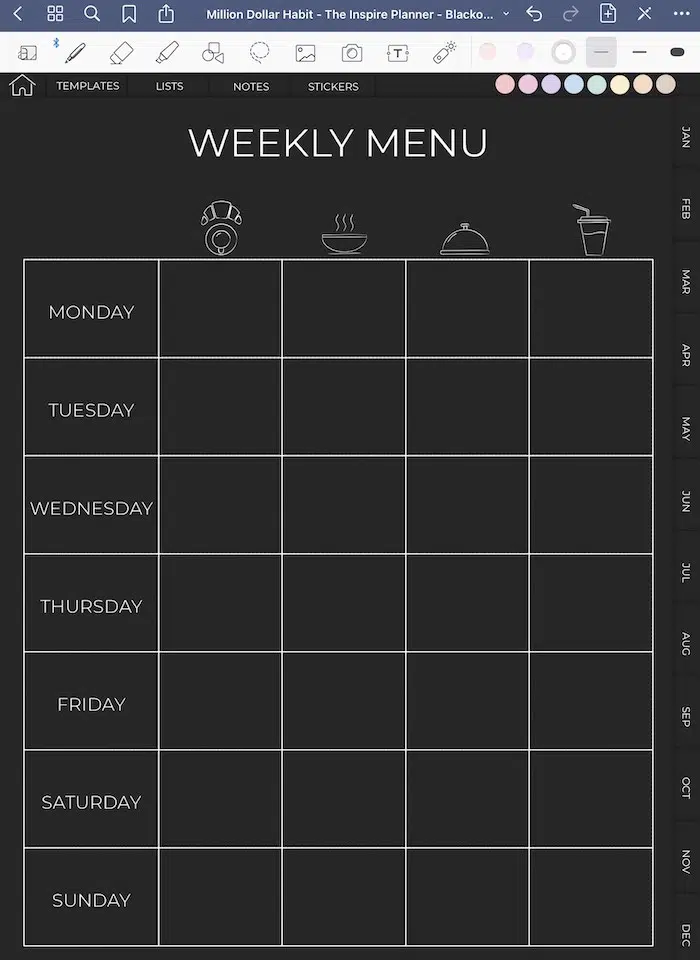 Million Dollar Habit - The Inspire Planner - Blacko...
T
TEMPLATES
LISTS
NOTES
STICKERS
WEEKLY MENU
MONDAY
TUESDAY
WEDNESDAY
THURSDAY
FRIDAY
SATURDAY
SUNDAY
JAN
FEB
MAR
APR
MAY
JUN
JUL
AUG
SEP
OCT
NOV
DEC